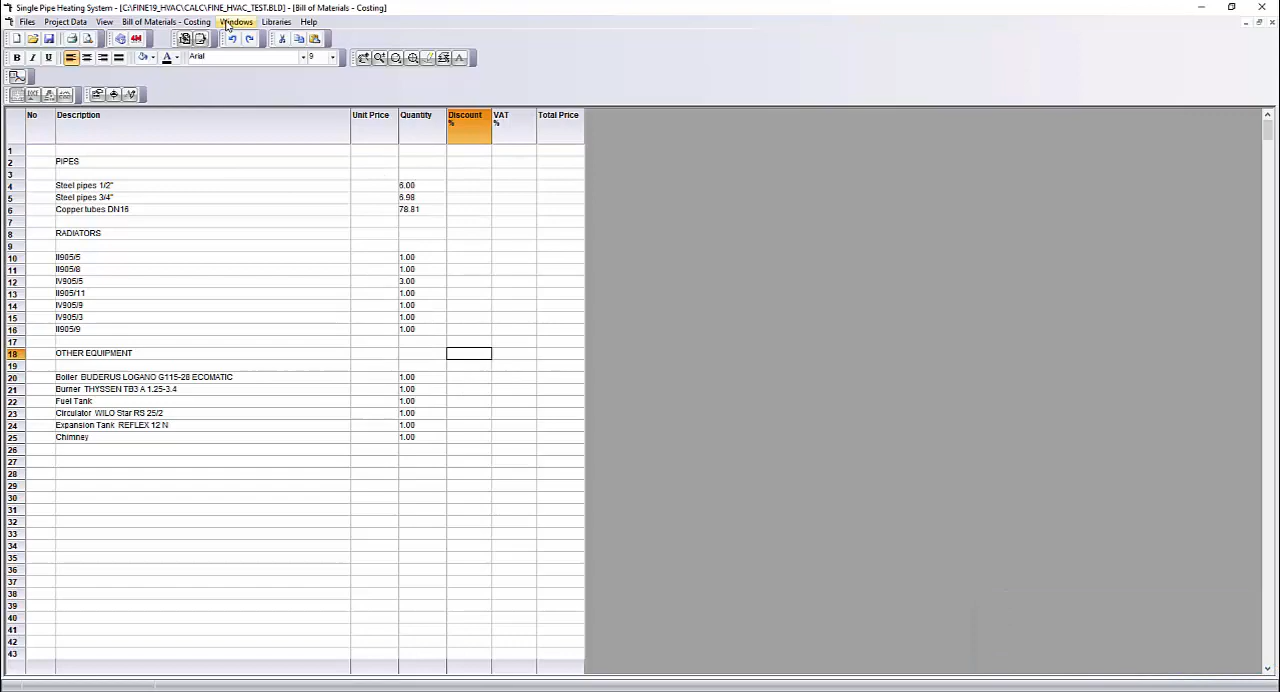 Single Pipe Heating System - [C:\FINE19_HVAC\CALC\FINE_HVAC_TEST.BLD] - [Bill of Materials - Costing]
Files Project Data View Bill of Materials - Costing Windows Libraries Help
B I U A Arial 9 A
No Description Unit Price Quantity Discount % VAT % Total Price
1
2 PIPES
3
4 Steel pipes 1/2" 6.00
5 Steel pipes 3/4" 6.98
6 Copper tubes DN16 78.81
7
8 RADIATORS
9
10 II905/5 1.00
11 II905/8 1.00
12 IV905/5 3.00
13 II905/11 1.00
14 IV905/9 1.00
15 IV905/3 1.00
16 II905/9 1.00
17
18 OTHER EQUIPMENT
19
20 Boiler BUDERUS LOGANO G115-28 ECOMATIC 1.00
21 Burner THYSSEN TB3 A 1.25-3.4 1.00
22 Fuel Tank 1.00
23 Circulator WILO Star RS 25/2 1.00
24 Expansion Tank REFLEX 12 N 1.00
25 Chimney 1.00
26
27
28
29
30
31
32
33
34
35
36
37
38
39
40
41
42
43